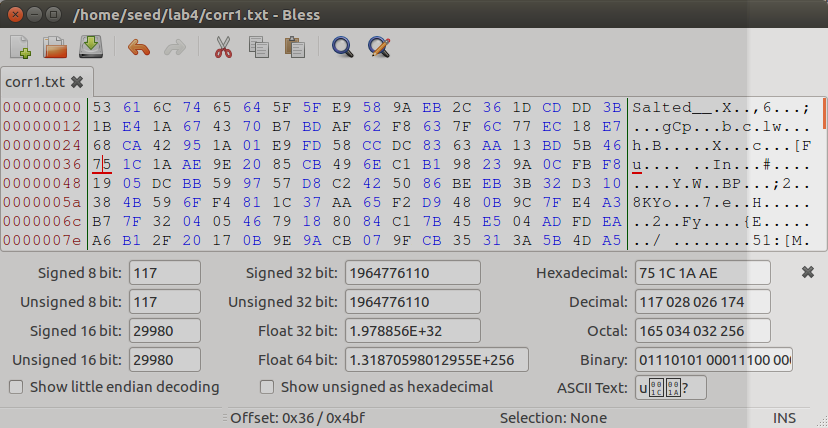 /home/seed/lab4/corr1.txt - Bless
corr1.txt
00000000 53 61 6C 74 65 64 5F 5F E9 58 9A EB 2C 36 1D CD DD 3B Salted__.X..,6...;
00000012 1B E4 1A 67 43 70 B7 BD AF 62 F8 63 7F 6C 77 EC 18 E7 ...gCp...b.c.lw...
00000024 68 CA 42 95 1A 01 E9 FD 58 CC DC 83 63 AA 13 BD 5B 46 h.B.....X...c...[F
00000036 75 1C 1A AE 9E 20 85 CB 49 6E C1 B1 98 23 9A 0C FB F8 u.... ..In...#....
00000048 19 05 DC BB 59 97 57 D8 C2 42 50 86 BE EB 3B 32 D3 10 ....Y.W..BP...;2..
0000005a 38 4B 59 6F F4 81 1C 37 AA 65 F2 D9 48 0B 9C 7F E4 A3 8KYo...7.e..H.....
0000006c B7 7F 32 04 05 46 79 18 80 84 C1 7B 45 E5 04 AD FD EA ..2..Fy....{E.....
0000007e A6 B1 2F 20 17 0B 9E 9A CB 07 9F CB 35 31 3A 5B 4D A5 ../ ........51:[M.
Signed 8 bit: 117 Signed 32 bit: 1964776110 Hexadecimal: 75 1C 1A AE
Unsigned 8 bit: 117 Unsigned 32 bit: 1964776110 Decimal: 117 028 026 174
Signed 16 bit: 29980 Float 32 bit: 1.978856E+32 Octal: 165 034 032 256
Unsigned 16 bit: 29980 Float 64 bit: 1.31870598012955E+256 Binary: 01110101 00011100 000
Show little endian decoding Show unsigned as hexadecimal ASCII Text: u␜␚?
Offset: 0x36 / 0x4bf Selection: None INS